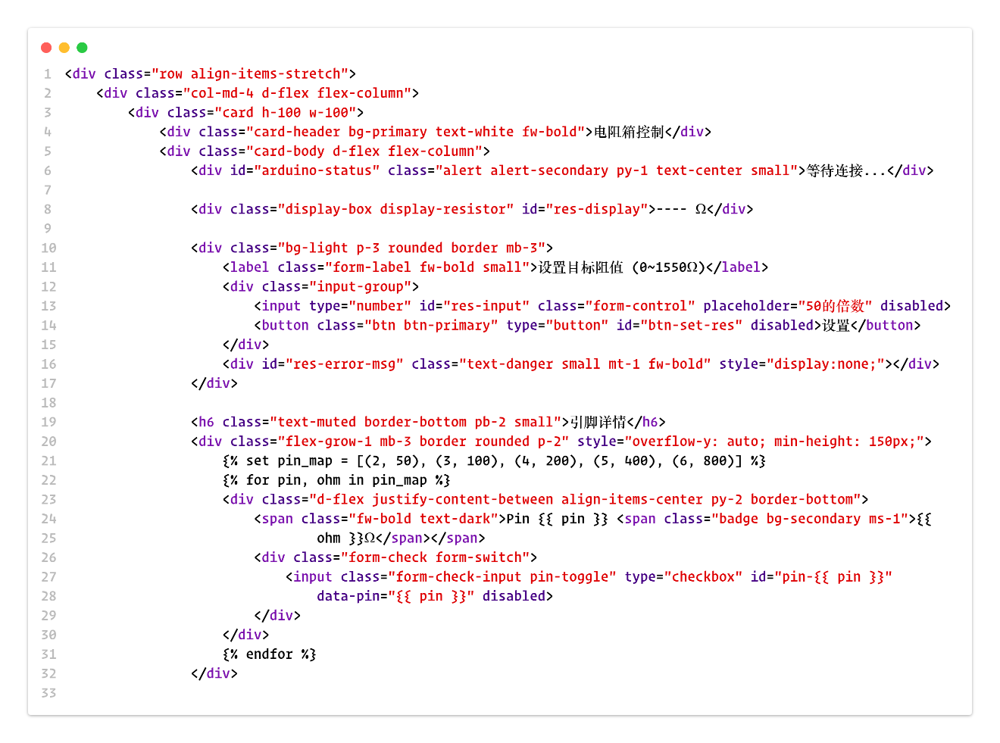 1 <div class="row align-items-stretch">
2     <div class="col-md-4 d-flex flex-column">
3         <div class="card h-100 w-100">
4             <div class="card-header bg-primary text-white fw-bold">电阻箱控制</div>
5             <div class="card-body d-flex flex-column">
6                 <div id="arduino-status" class="alert alert-secondary py-1 text-center small">等待连接...</div>
7
8                 <div class="display-box display-resistor" id="res-display">---- Ω</div>
9
10                 <div class="bg-light p-3 rounded border mb-3">
11                     <label class="form-label fw-bold small">设置目标阻值 (0~1550Ω)</label>
12                     <div class="input-group">
13                         <input type="number" id="res-input" class="form-control" placeholder="50的倍数" disabled>
14                         <button class="btn btn-primary" type="button" id="btn-set-res" disabled>设置</button>
15                     </div>
16                     <div id="res-error-msg" class="text-danger small mt-1 fw-bold" style="display:none;"></div>
17                 </div>
18
19                 <h6 class="text-muted border-bottom pb-2 small">引脚详情</h6>
20                 <div class="flex-grow-1 mb-3 border rounded p-2" style="overflow-y: auto; min-height: 150px;">
21                     {% set pin_map = [(2, 50), (3, 100), (4, 200), (5, 400), (6, 800)] %}
22                     {% for pin, ohm in pin_map %}
23                     <div class="d-flex justify-content-between align-items-center py-2 border-bottom">
24                         <span class="fw-bold text-dark">Pin {{ pin }} <span class="badge bg-secondary ms-1">{{
25                                 ohm }}Ω</span></span>
26                         <div class="form-check form-switch">
27                             <input class="form-check-input pin-toggle" type="checkbox" id="pin-{{ pin }}"
28                                 data-pin="{{ pin }}" disabled>
29                         </div>
30                     </div>
31                     {% endfor %}
32                 </div>
33